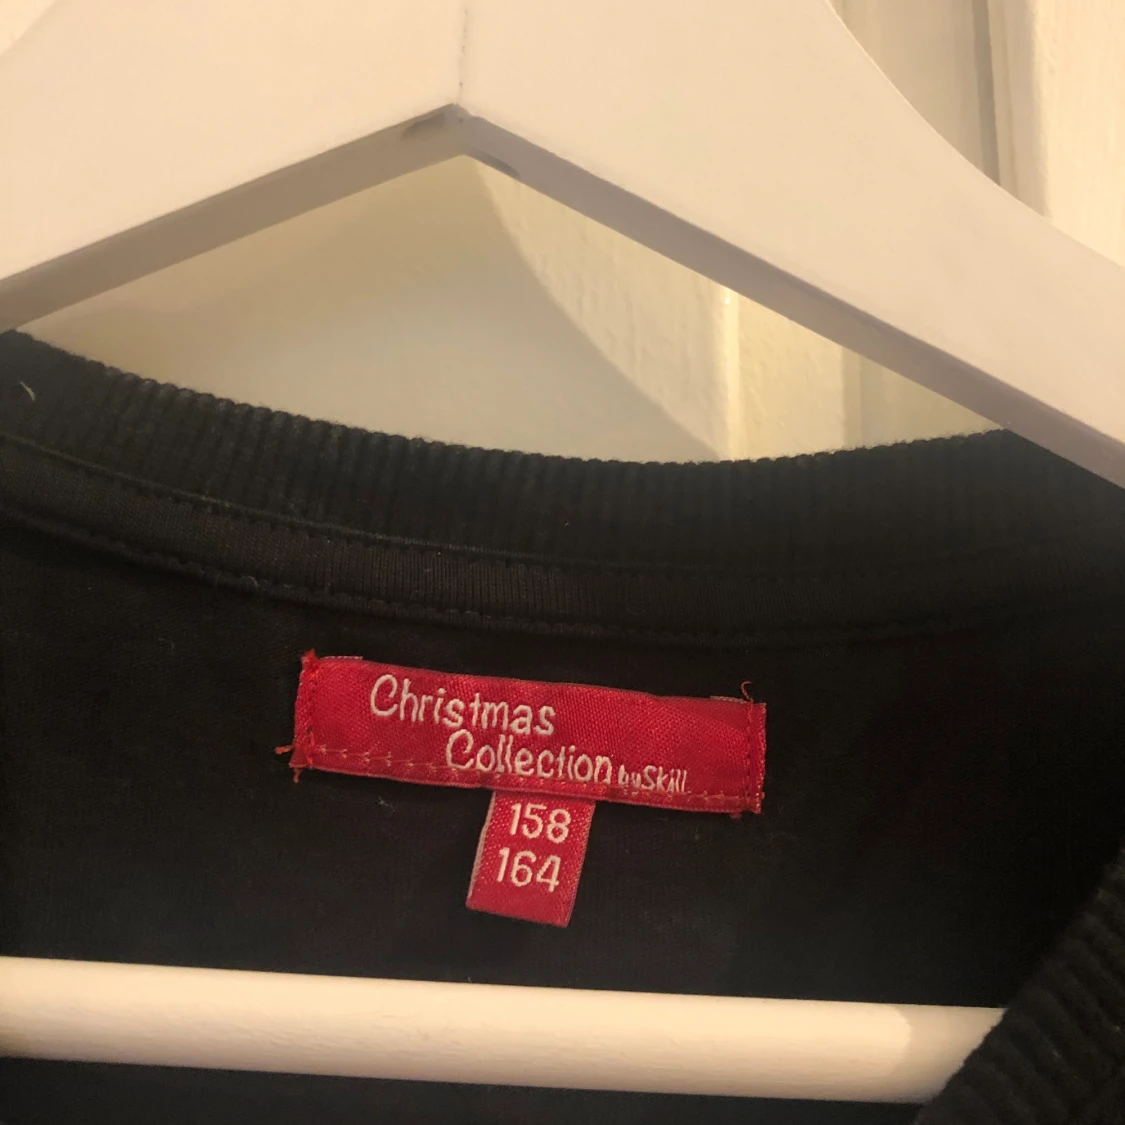 Christmas
Collection by Skill
158
164